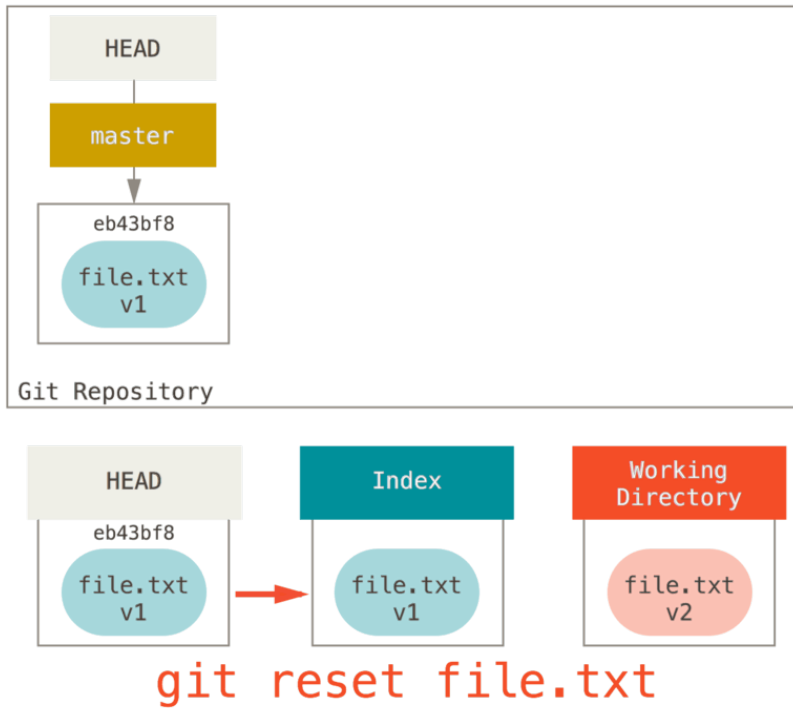 HEAD
master
eb43bf8
file.txt
v1
Git Repository
HEAD
eb43bf8
file.txt
v1
Index
file.txt
v1
Working
Directory
file.txt
v2
git reset file.txt